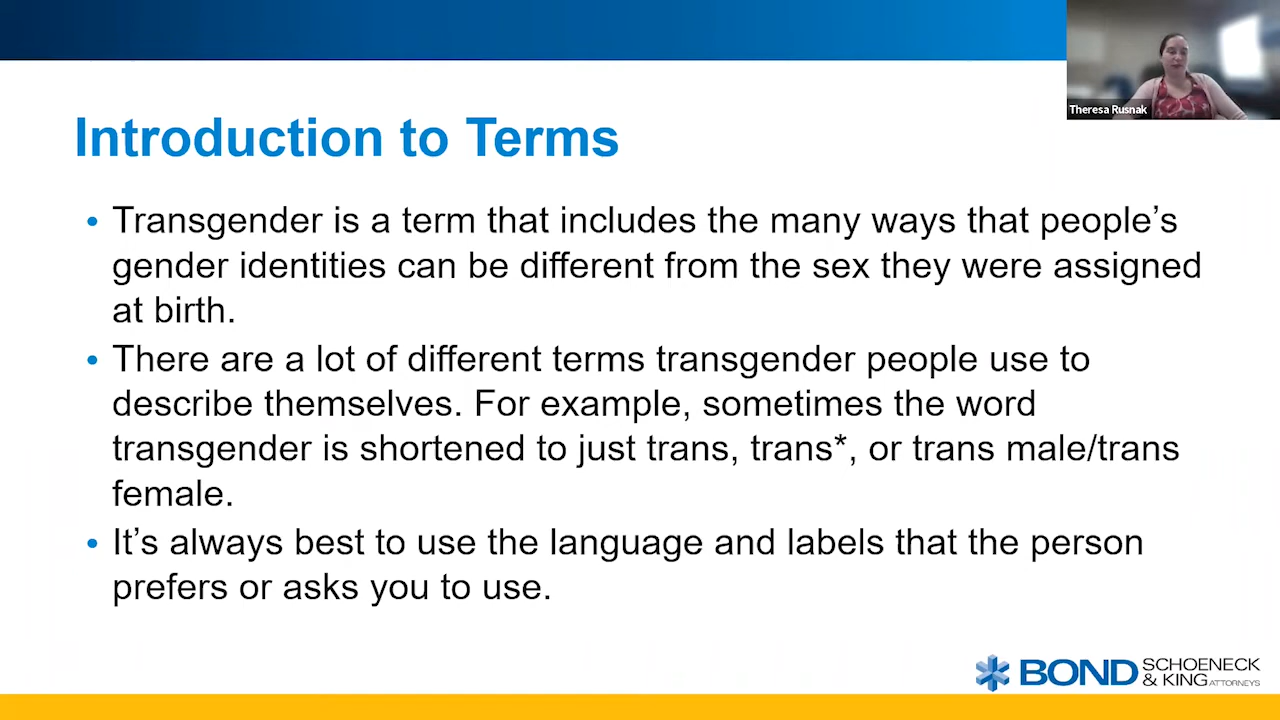 Theresa Rusnak
Introduction to Terms
• Transgender is a term that includes the many ways that people’s
gender identities can be different from the sex they were assigned
at birth.
• There are a lot of different terms transgender people use to
describe themselves. For example, sometimes the word
transgender is shortened to just trans, trans*, or trans male/trans
female.
• It’s always best to use the language and labels that the person
prefers or asks you to use.
BOND SCHOENECK
& KING ATTORNEYS